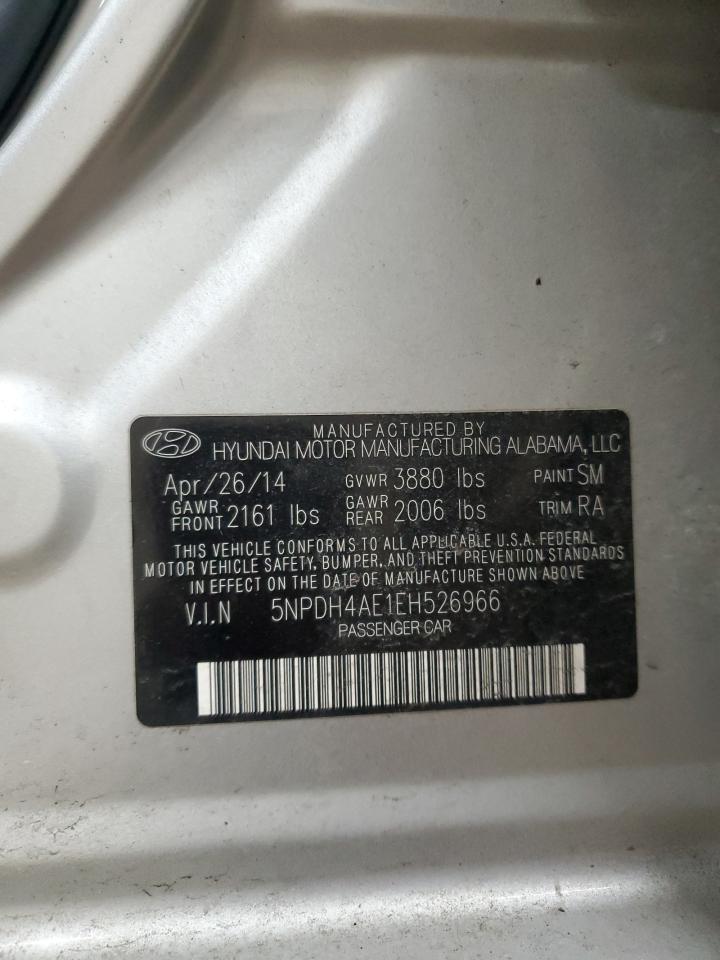 MANUFACTURED BY
HYUNDAI MOTOR MANUFACTURING ALABAMA, LLC
Apr/26/14 GVWR 3880 lbs PAINT SM
GAWR FRONT 2161 lbs GAWR REAR 2006 lbs TRIM RA
THIS VEHICLE CONFORMS TO ALL APPLICABLE U.S.A. FEDERAL
MOTOR VEHICLE SAFETY, BUMPER, AND THEFT PREVENTION STANDARDS
IN EFFECT ON THE DATE OF MANUFACTURE SHOWN ABOVE
V.I.N 5NPDH4AE1EH526966
PASSENGER CAR